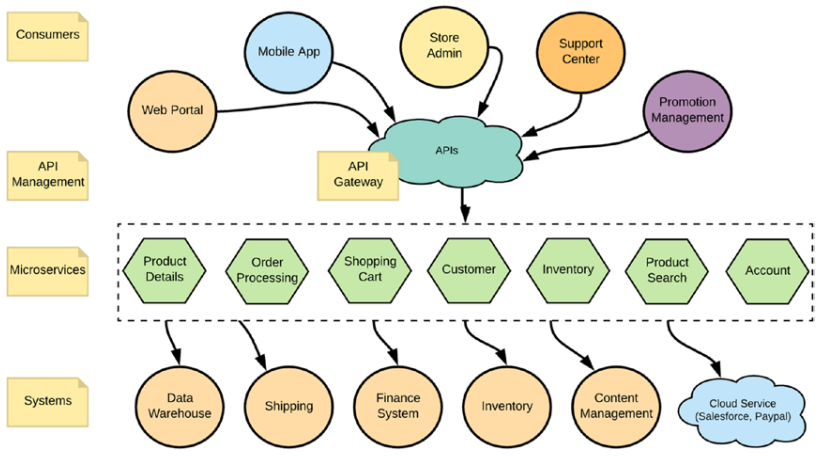 Consumers
Mobile App
Store
Admin
Support
Center
Web Portal
Promotion
Management
APIs
API
Management
API
Gateway
Microservices
Product
Details
Order
Processing
Shopping
Cart
Customer
Inventory
Product
Search
Account
Systems
Data
Warehouse
Shipping
Finance
System
Inventory
Content
Management
Cloud Service
(Salesforce, Paypal)